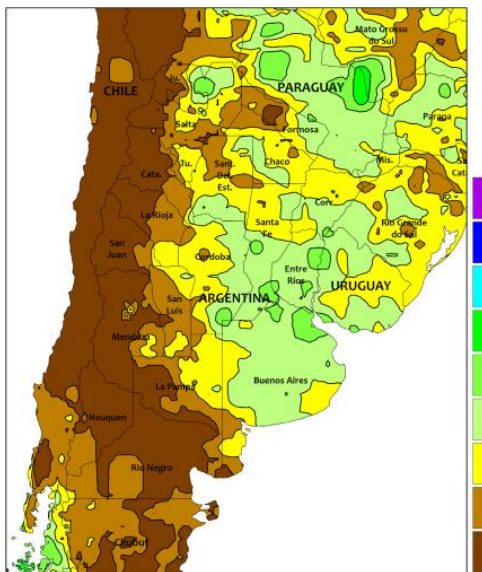 Mato Grosso
do Sul
Ju.
CHILE
PARAGUAY
Salta
Formosa
Parana
Tu.
Sant.
Del
Est.
Chaco
Mis.
Cata.
Cat.
La Rioja
Corr.
Santa
Fe
Rio Grande
do Sul
San
Juan
Cordoba
Entre
Rios
San
Luis
ARGENTINA
URUGUAY
Mendoza
La Pampa
Buenos Aires
Neuquen
Rio Negro
Chubut